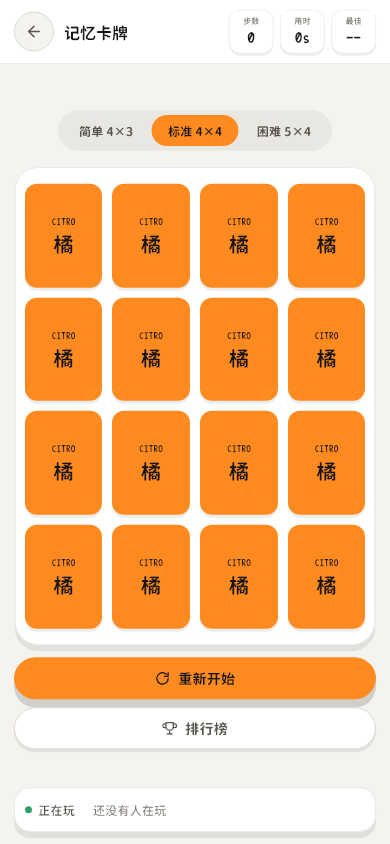 记忆卡牌
步数
0
用时
0s
最佳
--
简单 4×3
标准 4×4
困难 5×4
CITRO CITRO CITRO CITRO
橘 橘 橘 橘
CITRO CITRO CITRO CITRO
橘 橘 橘 橘
CITRO CITRO CITRO CITRO
橘 橘 橘 橘
CITRO CITRO CITRO CITRO
橘 橘 橘 橘
重新开始
排行榜
正在玩 还没有人在玩